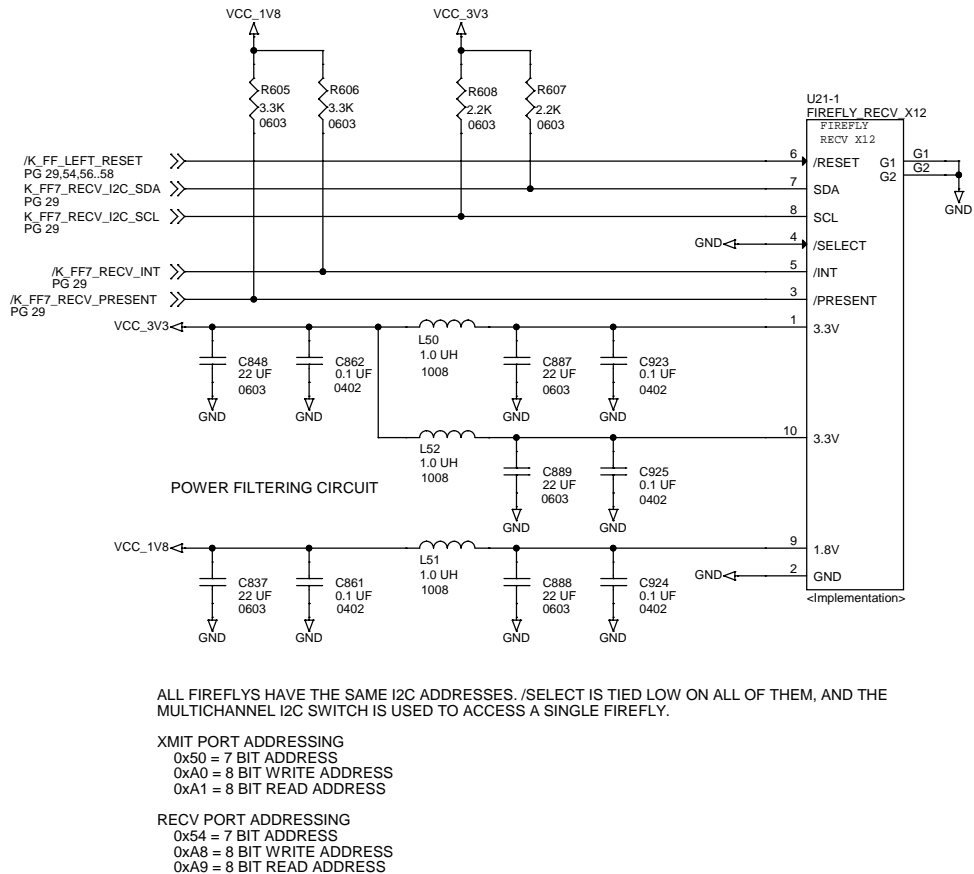 VCC_1V8
VCC_3V3
R605
3.3K
0603
R606
3.3K
0603
R608
2.2K
0603
R607
2.2K
0603
U21-1
FIREFLY_RECV_X12
FIREFLY
RECV X12
/K_FF_LEFT_RESET
PG 29,54,56..58
6
/RESET
G1
G1
G2
G2
GND
K_FF7_RECV_I2C_SDA
PG 29
7
SDA
K_FF7_RECV_I2C_SCL
PG 29
8
SCL
GND
4
/SELECT
/K_FF7_RECV_INT
PG 29
5
/INT
/K_FF7_RECV_PRESENT
PG 29
3
/PRESENT
VCC_3V3
1
3.3V
L50
1.0 UH
1008
C848
22 UF
0603
GND
C862
0.1 UF
0402
GND
C887
22 UF
0603
GND
C923
0.1 UF
0402
GND
10
3.3V
L52
1.0 UH
1008
C889
22 UF
0603
GND
C925
0.1 UF
0402
GND
POWER FILTERING CIRCUIT
VCC_1V8
9
1.8V
L51
1.0 UH
1008
GND
2
GND
C837
22 UF
0603
GND
C861
0.1 UF
0402
GND
C888
22 UF
0603
GND
C924
0.1 UF
0402
GND
<Implementation>
ALL FIREFLYS HAVE THE SAME I2C ADDRESSES. /SELECT IS TIED LOW ON ALL OF THEM, AND THE
MULTICHANNEL I2C SWITCH IS USED TO ACCESS A SINGLE FIREFLY.
XMIT PORT ADDRESSING
0x50 = 7 BIT ADDRESS
0xA0 = 8 BIT WRITE ADDRESS
0xA1 = 8 BIT READ ADDRESS
RECV PORT ADDRESSING
0x54 = 7 BIT ADDRESS
0xA8 = 8 BIT WRITE ADDRESS
0xA9 = 8 BIT READ ADDRESS